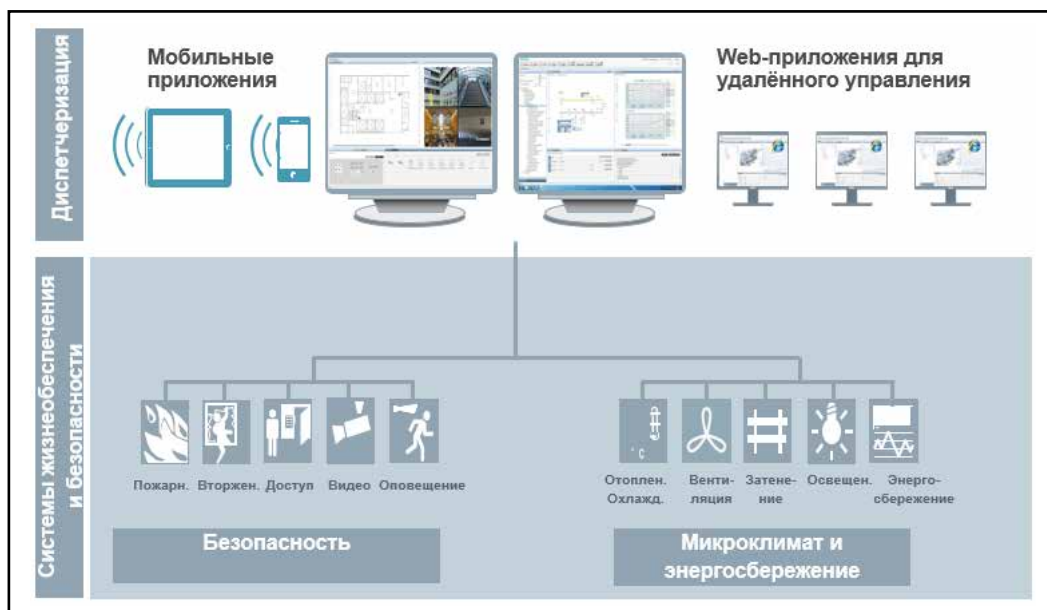 Диспетчеризация
Мобильные
приложения
Web-приложения для
удалённого управления
Системы жизнеобеспечения
и безопасности
Пожарн. Вторжен. Доступ Видео Оповещение
Отоплен. Венти- Затене- Освещен. Энерго-
Охлажд. ляция ние сбережение
°C
Безопасность
Микроклимат и
энергосбережение